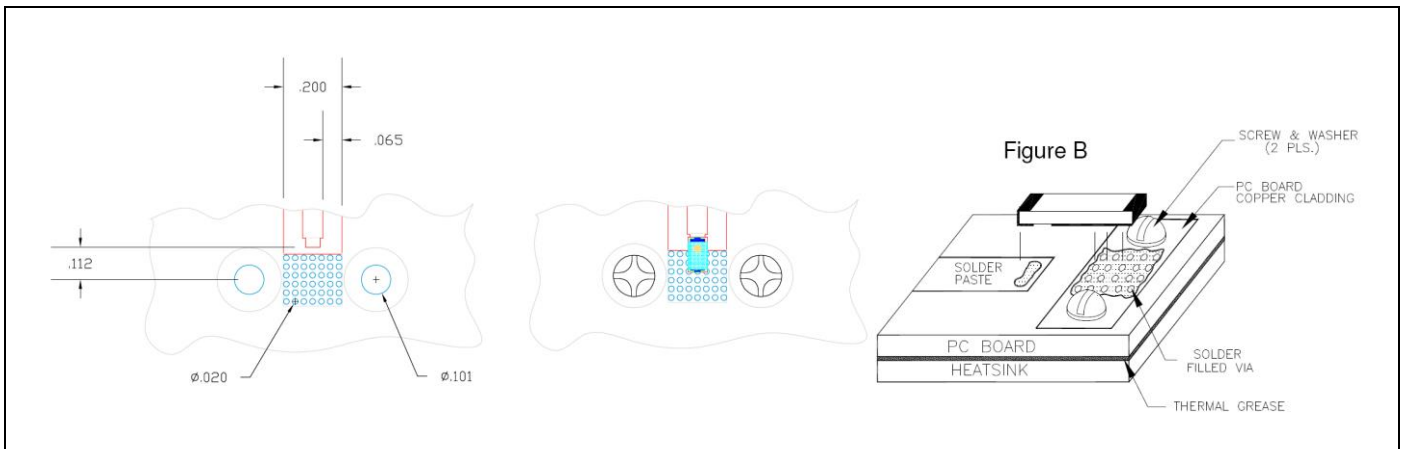 .200
.065
.112
Ø.020
Ø.101
Figure B
SCREW & WASHER
(2 PLS.)
PC BOARD
COPPER CLADDING
SOLDER
PASTE
PC BOARD
HEATSINK
SOLDER
FILLED VIA
THERMAL GREASE